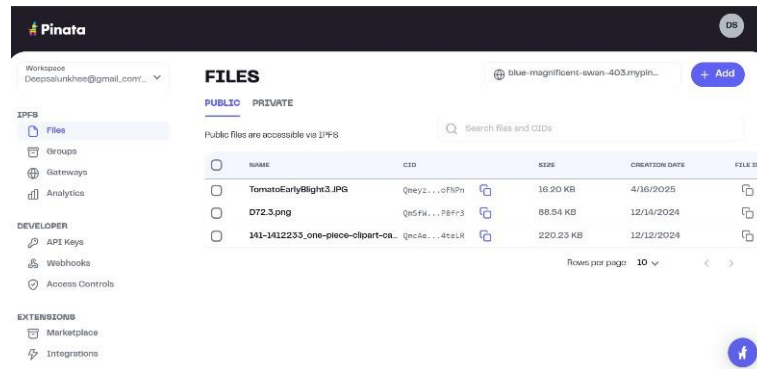 Pinata
DS
Workspace
Deepsalunkhee@gmail_com'...
FILES
blue-magnificent-swan-403.mypin...
+ Add
PUBLIC PRIVATE
Public files are accessible via IPFS
Search files and CIDs
IPFS
Files
Groups
Gateways
Analytics
DEVELOPER
API Keys
Webhooks
Access Controls
EXTENSIONS
Marketplace
Integrations
NAME CID SIZE CREATION DATE FILE
TomatoEarlyBlight3.JPG Qmeyz...oFNPn 16.20 KB 4/16/2025
D72.3.png QmSfW...P8Fr3 88.54 KB 12/14/2024
141-1412233_one-piece-clipart-ca... QmcAe...4teLR 220.23 KB 12/12/2024
Rows per page: 10